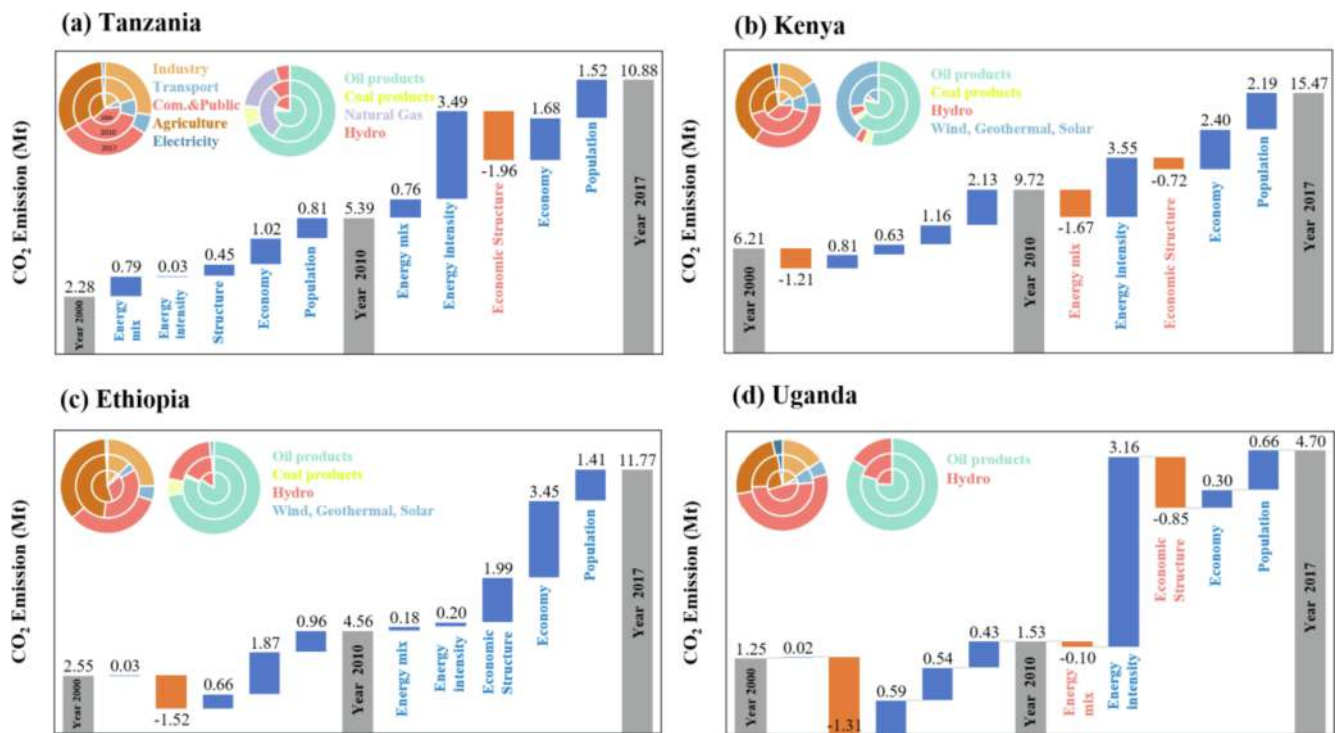 (a) Tanzania
CO₂ Emission (Mt)
Industry
Transport
Com.&Public
Agriculture
Electricity
2010
2017
Oil products
Coal products
Natural Gas
Hydro
2.28
Year 2000
0.79
Energy mix
0.03
Energy intensity
0.45
Structure
1.02
Economy
0.81
Population
5.39
Year 2010
0.76
Energy mix
3.49
Energy intensity
-1.96
Economic Structure
1.68
Economy
1.52
Population
10.88
Year 2017
(b) Kenya
CO₂ Emission (Mt)
Oil products
Coal products
Hydro
Wind, Geothermal, Solar
6.21
Year 2000
-1.21
0.81
0.63
1.16
2.13
9.72
Year 2010
-1.67
Energy mix
3.55
Energy intensity
-0.72
Economic Structure
2.40
Economy
2.19
Population
15.47
Year 2017
(c) Ethiopia
CO₂ Emission (Mt)
Oil products
Coal products
Hydro
Wind, Geothermal, Solar
2.55
Year 2000
0.03
-1.52
0.66
1.87
0.96
4.56
Year 2010
0.18
Energy mix
0.20
Energy intensity
1.99
Economic Structure
3.45
Economy
1.41
Population
11.77
Year 2017
(d) Uganda
CO₂ Emission (Mt)
Oil products
Hydro
1.25
Year 2000
0.02
-1.31
0.59
0.54
0.43
1.53
Year 2010
-0.10
Energy mix
3.16
Energy intensity
-0.85
Economic Structure
0.30
Economy
0.66
Population
4.70
Year 2017